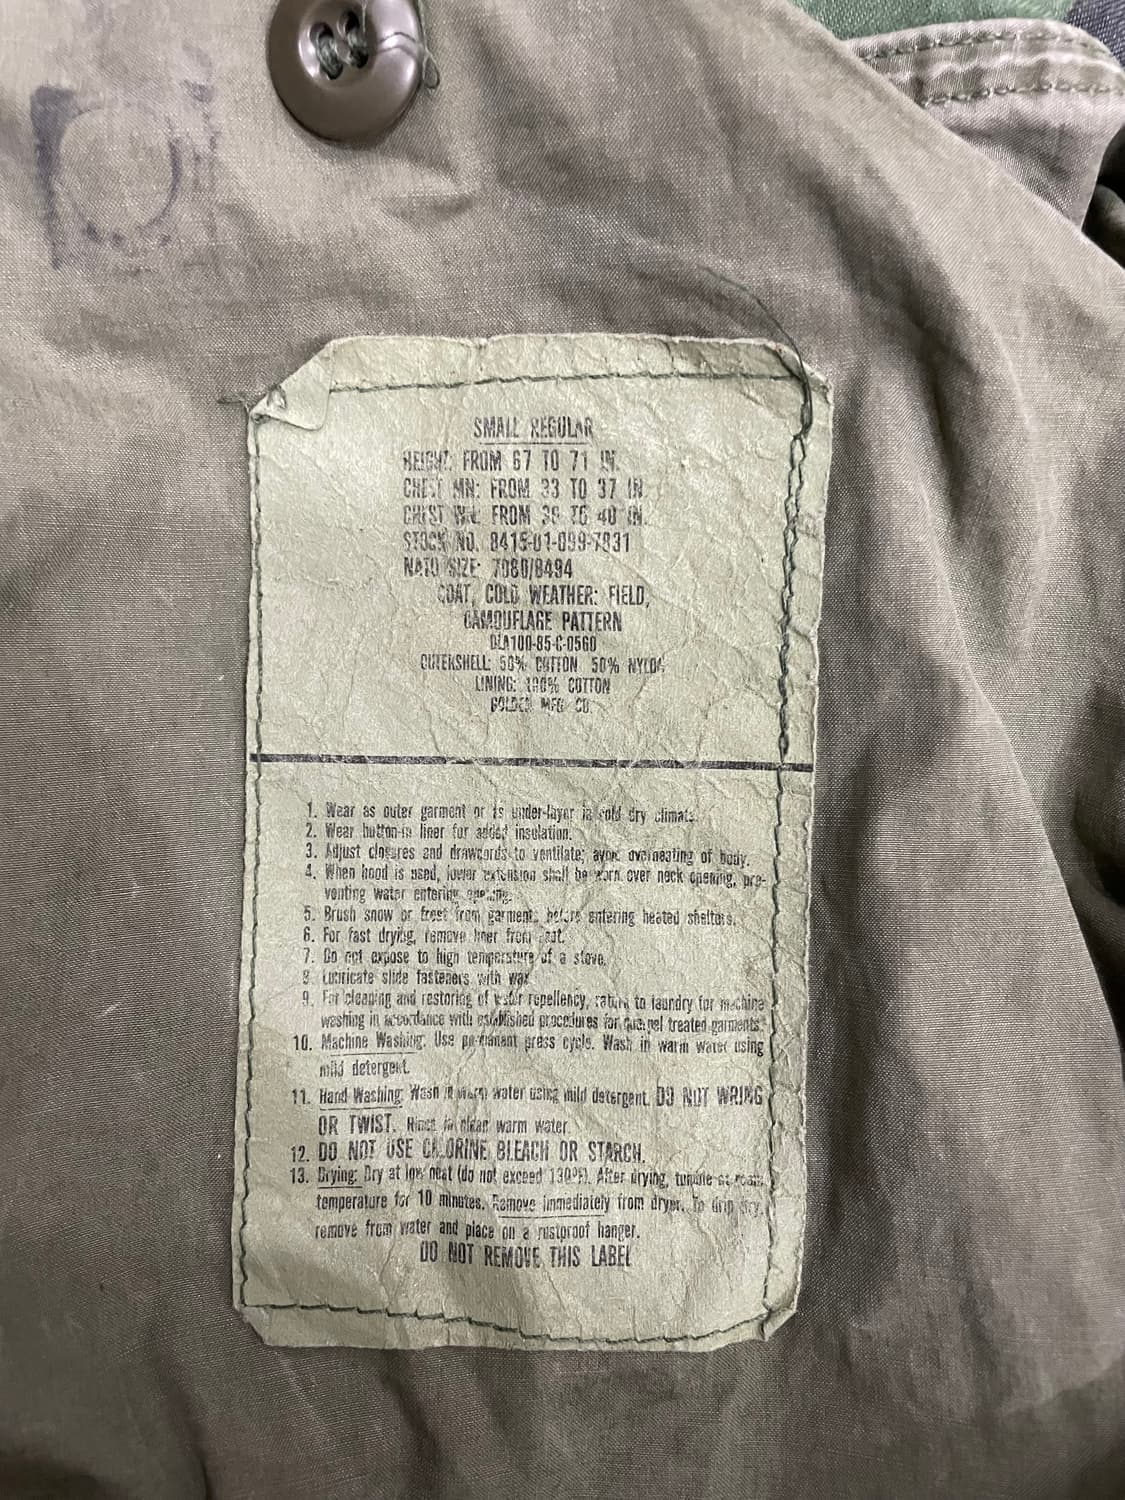 SMALL REGULAR
HEIGHT: FROM 67 TO 71 IN.
CHEST MN: FROM 33 TO 37 IN.
CHEST FROM TO 40 IN.
STOCK NO. 8415-01-099-7831
NATO SIZE: 7080/8494
COAT, COLD WEATHER: FIELD,
CAMOUFLAGE PATTERN
DLA100-85-C-0560
OUTERSHELL: 50% COTTON 50% NYLON
LINING: 100% COTTON
GOLDEN MFG CO.
1. Wear as outer garment or as under-layer in cold dry climate.
2. Wear button-in liner for added insulation.
3. Adjust closures and drawcords to ventilate; avoid overheating of body.
4. When hood is used, lower extension shall be worn over neck opening, pre-
venting water entering opening.
5. Brush snow or frost from garments before entering heated shelters.
6. For fast drying, remove liner from coat.
7. Do not expose to high temperature of a stove.
8. Lubricate slide fasteners with wax.
9. For cleaning and restoring of water repellency, return to laundry for machine
washing in accordance with established procedures for quarpel treated garments.
10. Machine Washing: Use permanent press cycle. Wash in warm water using
mild detergent.
11. Hand Washing: Wash in warm water using mild detergent. DO NOT WRING
OR TWIST. Rinse in clean warm water.
12. DO NOT USE CHLORINE BLEACH OR STARCH.
13. Drying: Dry at low heat (do not exceed 130°F). After drying, tumble at room
temperature for 10 minutes. Remove immediately from dryer. To drip dry,
remove from water and place on a rustproof hanger.
DO NOT REMOVE THIS LABEL